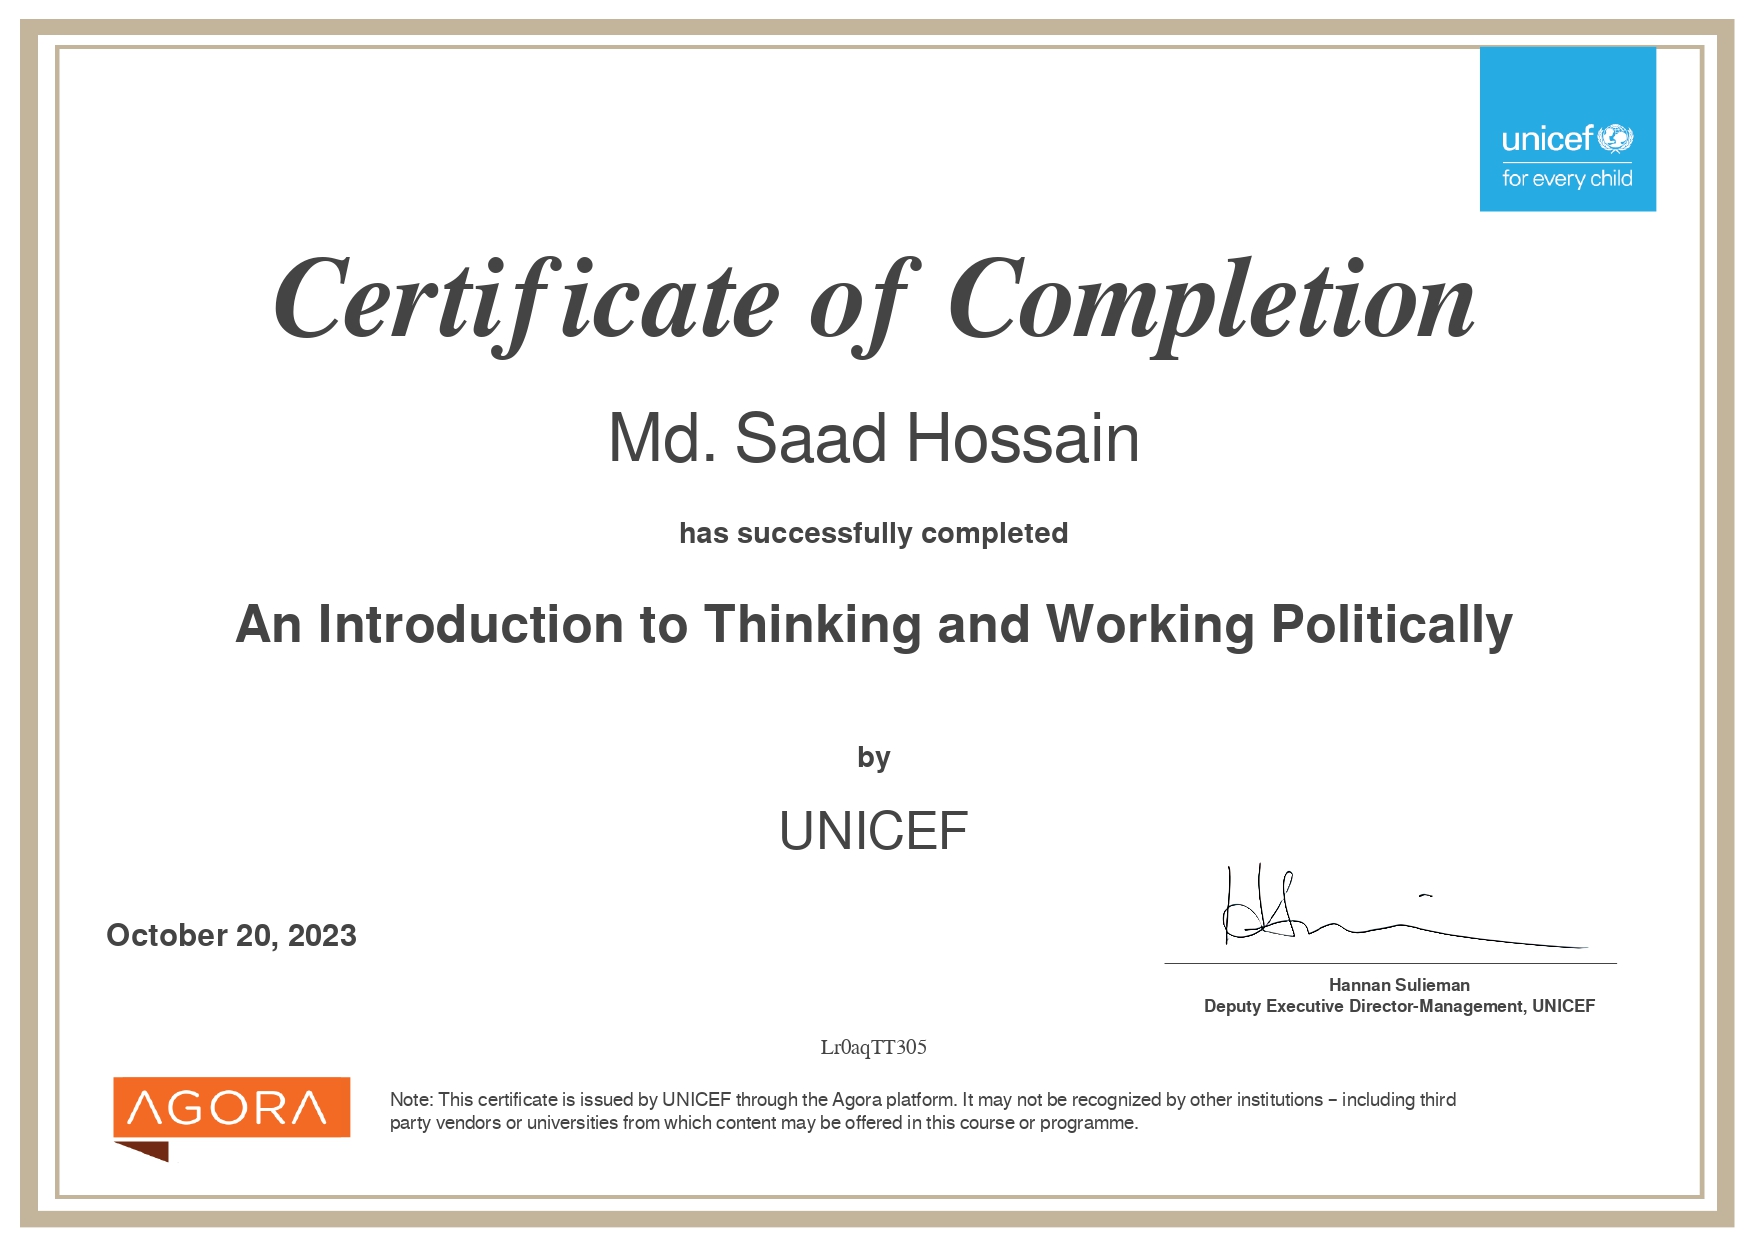 unicef
for every child
Certificate of Completion
Md. Saad Hossain
has successfully completed
An Introduction to Thinking and Working Politically
by
UNICEF
October 20, 2023
Hannan Sulieman
Deputy Executive Director-Management, UNICEF
Lr0aqTT305
AGORA
Note: This certificate is issued by UNICEF through the Agora platform. It may not be recognized by other institutions – including third
party vendors or universities from which content may be offered in this course or programme.